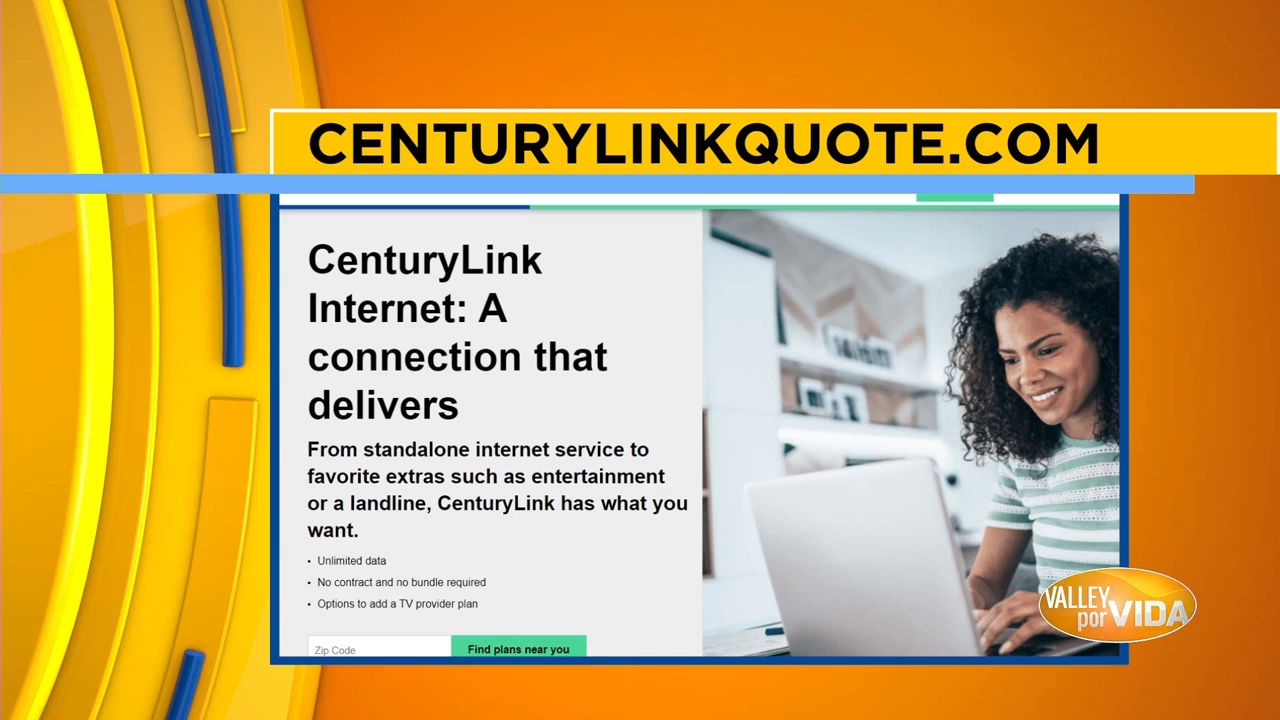 CENTURYLINKQUOTE.COM
CenturyLink
Internet: A
connection that
delivers
From standalone internet service to
favorite extras such as entertainment
or a landline, CenturyLink has what you
want.
• Unlimited data
• No contract and no bundle required
• Options to add a TV provider plan
Zip Code
Find plans near you
VALLEY
por VIDA